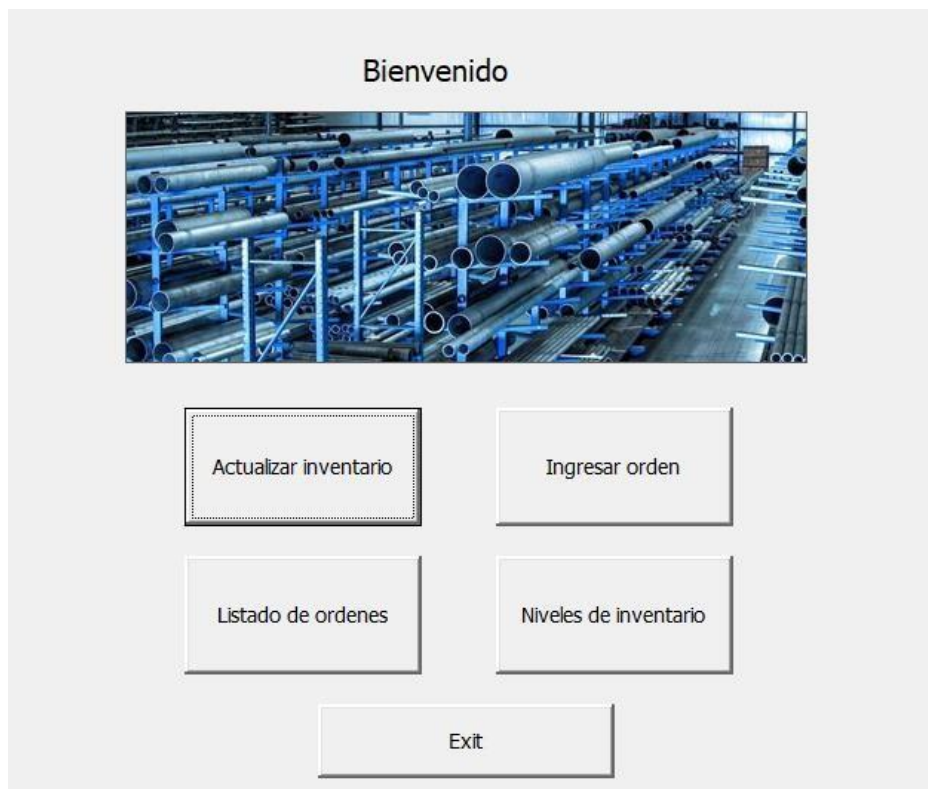 Bienvenido
Actualizar inventario
Ingresar orden
Listado de ordenes
Niveles de inventario
Exit